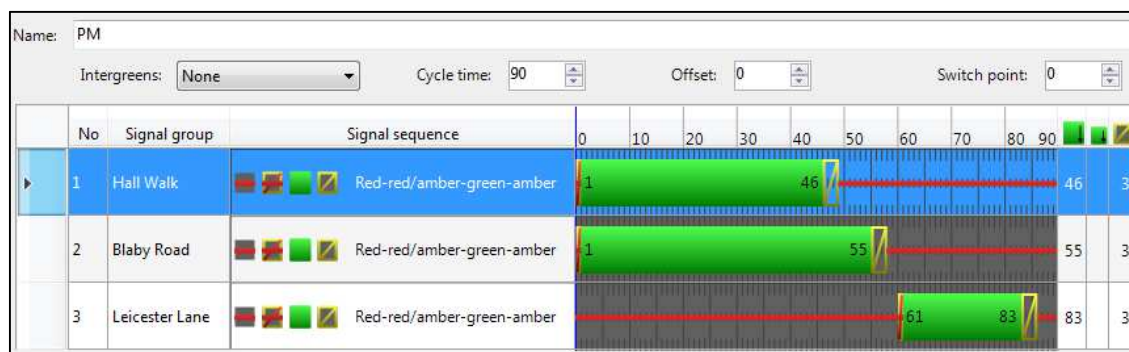 Name: PM
Intergreens: None Cycle time: 90 Offset: 0 Switch point: 0
No Signal group Signal sequence 0 10 20 30 40 50 60 70 80 90
1 Hall Walk Red-red/amber-green-amber 1 46 46 3
2 Blaby Road Red-red/amber-green-amber 1 55 55 3
3 Leicester Lane Red-red/amber-green-amber 61 83 83 3